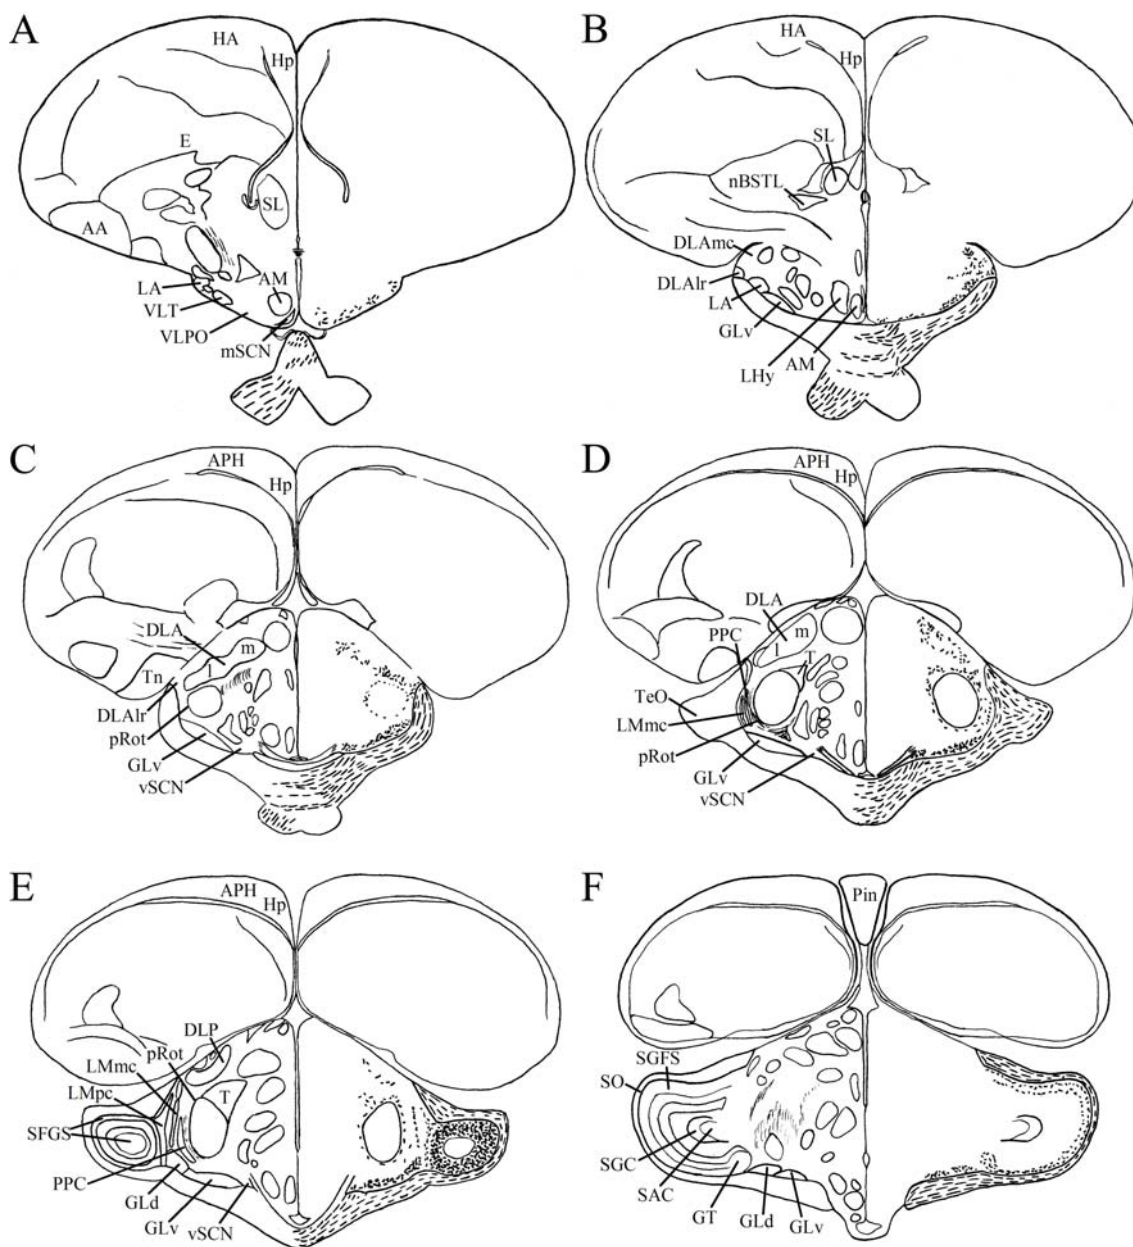 A
HA
Hp
E
SL
AA
AM
LA
VLT
VLPO
mSCN
B
HA
Hp
SL
nBSTL
DLAmc
DLAlr
LA
GLv
AM
LHy
C
APH
Hp
DLA
m
l
Tn
DLAlr
pRot
GLv
vSCN
D
APH
Hp
DLA
m
l
PPC
T
TeO
LMmc
pRot
GLv
vSCN
E
APH
Hp
DLP
pRot
LMmc
LMpc
T
SFGS
PPC
GLd
GLv
vSCN
F
Pin
SGFS
SO
SGC
SAC
GT
GLd
GLv